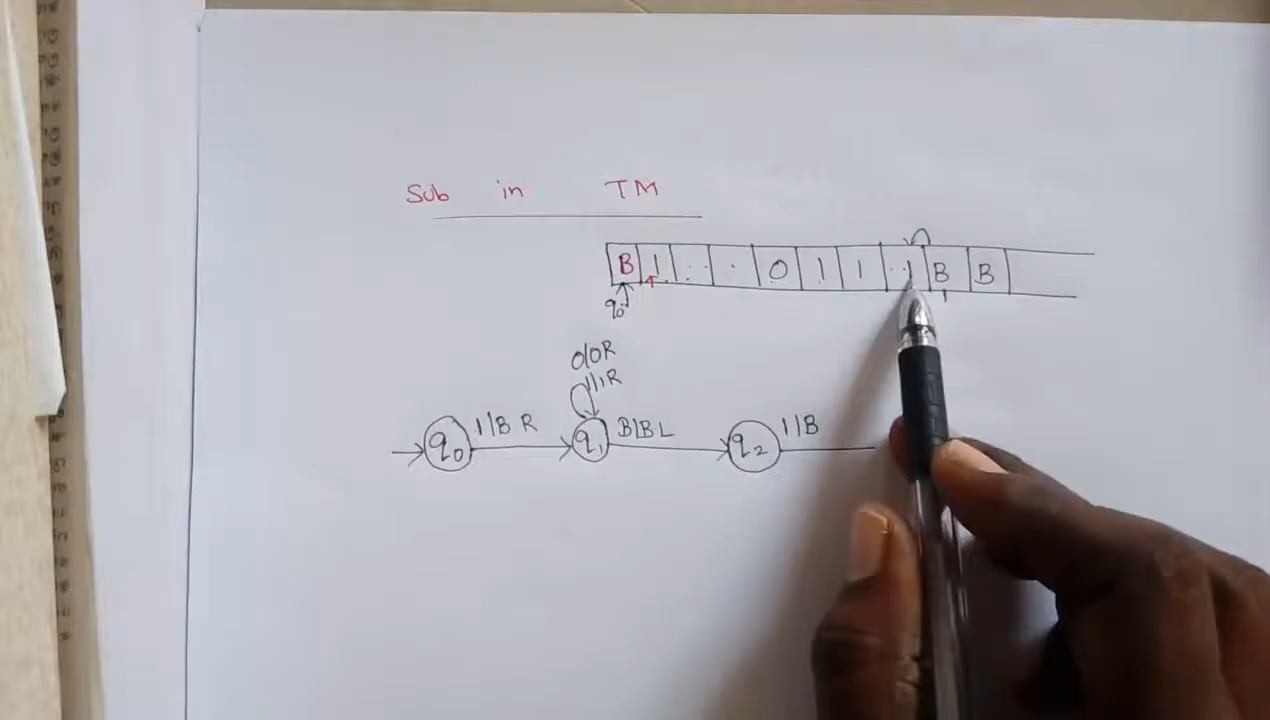 Sub in TM
B 1 . . . 0 1 1 . . 1 B B
q0
0|0R
1|1R
q0 1|B R q1 B|B L q2 1|B